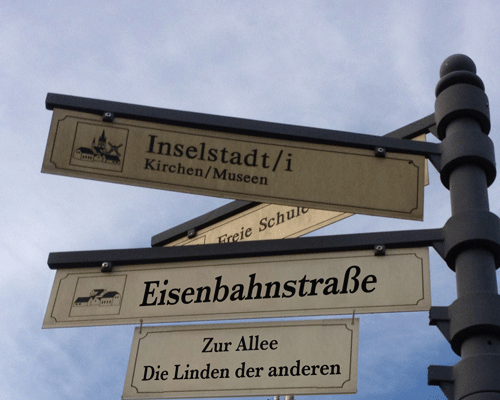 Inselstadt/i
Kirchen/Museen
Freie Schule
Eisenbahnstraße
Zur Allee
Die Linden der anderen